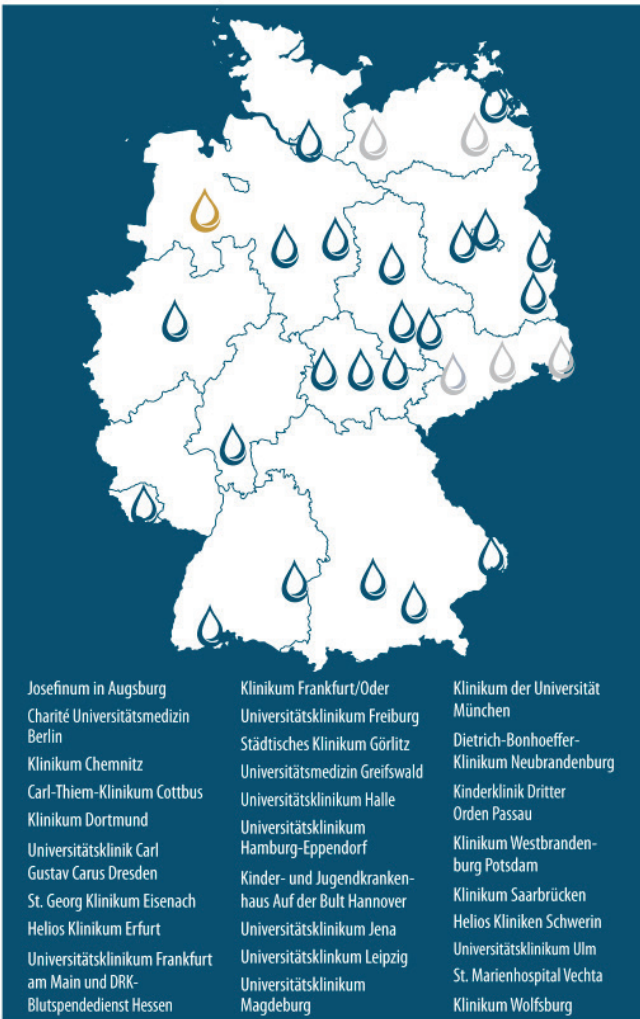 Josefinum in Augsburg
Charité Universitätsmedizin
Berlin
Klinikum Chemnitz
Carl-Thiem-Klinikum Cottbus
Klinikum Dortmund
Universitätsklinik Carl
Gustav Carus Dresden
St. Georg Klinikum Eisenach
Helios Klinikum Erfurt
Universitätsklinikum Frankfurt
am Main und DRK-
Blutspendedienst Hessen
Klinikum Frankfurt/Oder
Universitätsklinikum Freiburg
Städtisches Klinikum Görlitz
Universitätsmedizin Greifswald
Universitätsklinikum Halle
Universitätsklinikum
Hamburg-Eppendorf
Kinder- und Jugendkranken-
haus Auf der Bult Hannover
Universitätsklinikum Jena
Universitätslinkum Leipzig
Universitätsklinikum
Magdeburg
Klinikum der Universität
München
Dietrich-Bonhoeffer-
Klinikum Neubrandenburg
Kinderklinik Dritter
Orden Passau
Klinikum Westbranden-
burg Potsdam
Klinikum Saarbrücken
Helios Kliniken Schwerin
Universitätsklinikum Ulm
St. Marienhospital Vechta
Klinikum Wolfsburg